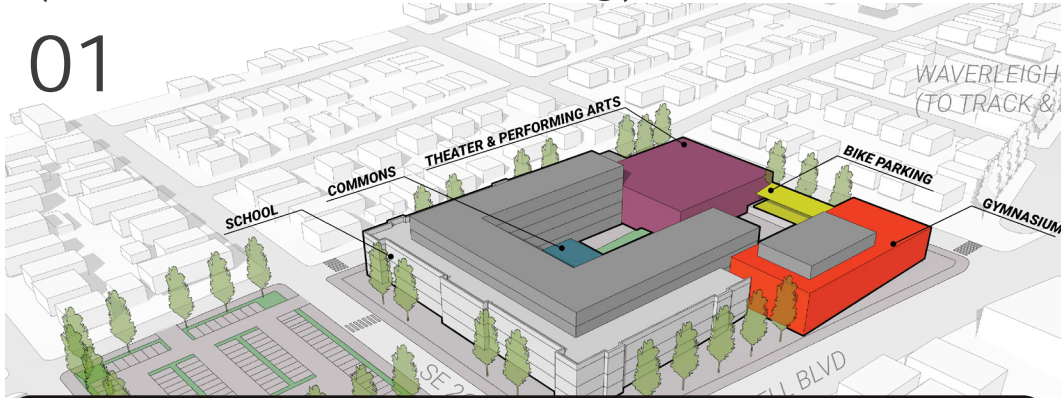 01
WAVERLEIGH
(TO TRACK &
THEATER & PERFORMING ARTS
COMMONS
BIKE PARKING
SCHOOL
GYMNASIUM
SE
BLVD